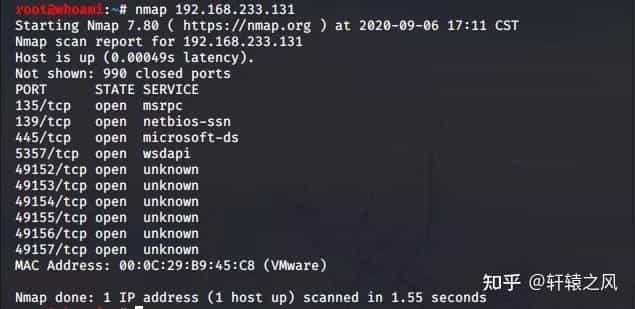 root@whoami:~# nmap 192.168.233.131
Starting Nmap 7.80 ( https://nmap.org ) at 2020-09-06 17:11 CST
Nmap scan report for 192.168.233.131
Host is up (0.00049s latency).
Not shown: 990 closed ports
PORT      STATE SERVICE
135/tcp   open  msrpc
139/tcp   open  netbios-ssn
445/tcp   open  microsoft-ds
5357/tcp  open  wsdapi
49152/tcp open  unknown
49153/tcp open  unknown
49154/tcp open  unknown
49155/tcp open  unknown
49156/tcp open  unknown
49157/tcp open  unknown
MAC Address: 00:0C:29:B9:45:C8 (VMware)
知乎 @轩辕之风
Nmap done: 1 IP address (1 host up) scanned in 1.55 seconds